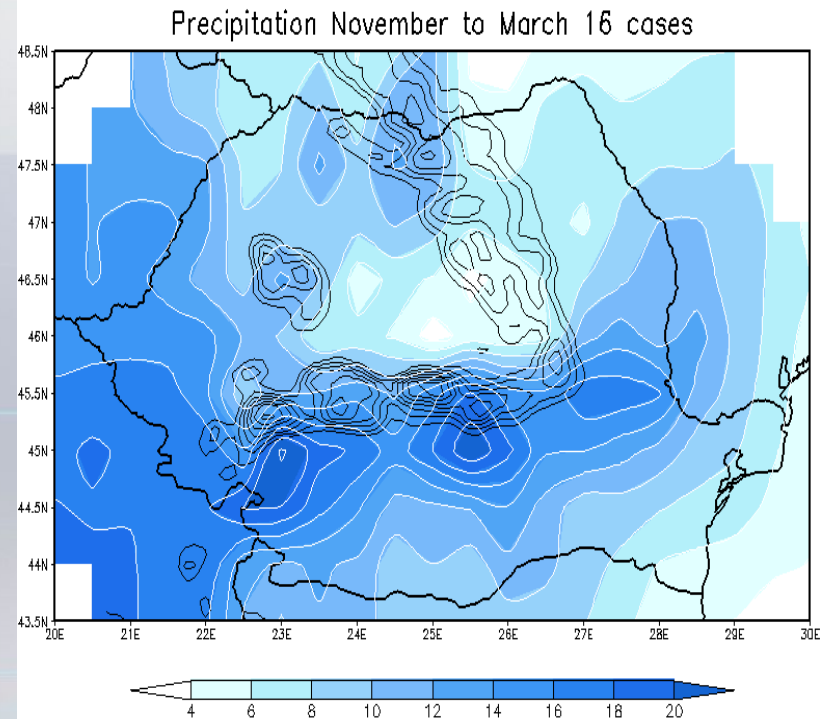 Precipitation November to March 16 cases
48.5N
48N
47.5N
47N
46.5N
46N
45.5N
45N
44.5N
44N
43.5N
20E 21E 22E 23E 24E 25E 26E 27E 28E 29E 30E
4 6 8 10 12 14 16 18 20